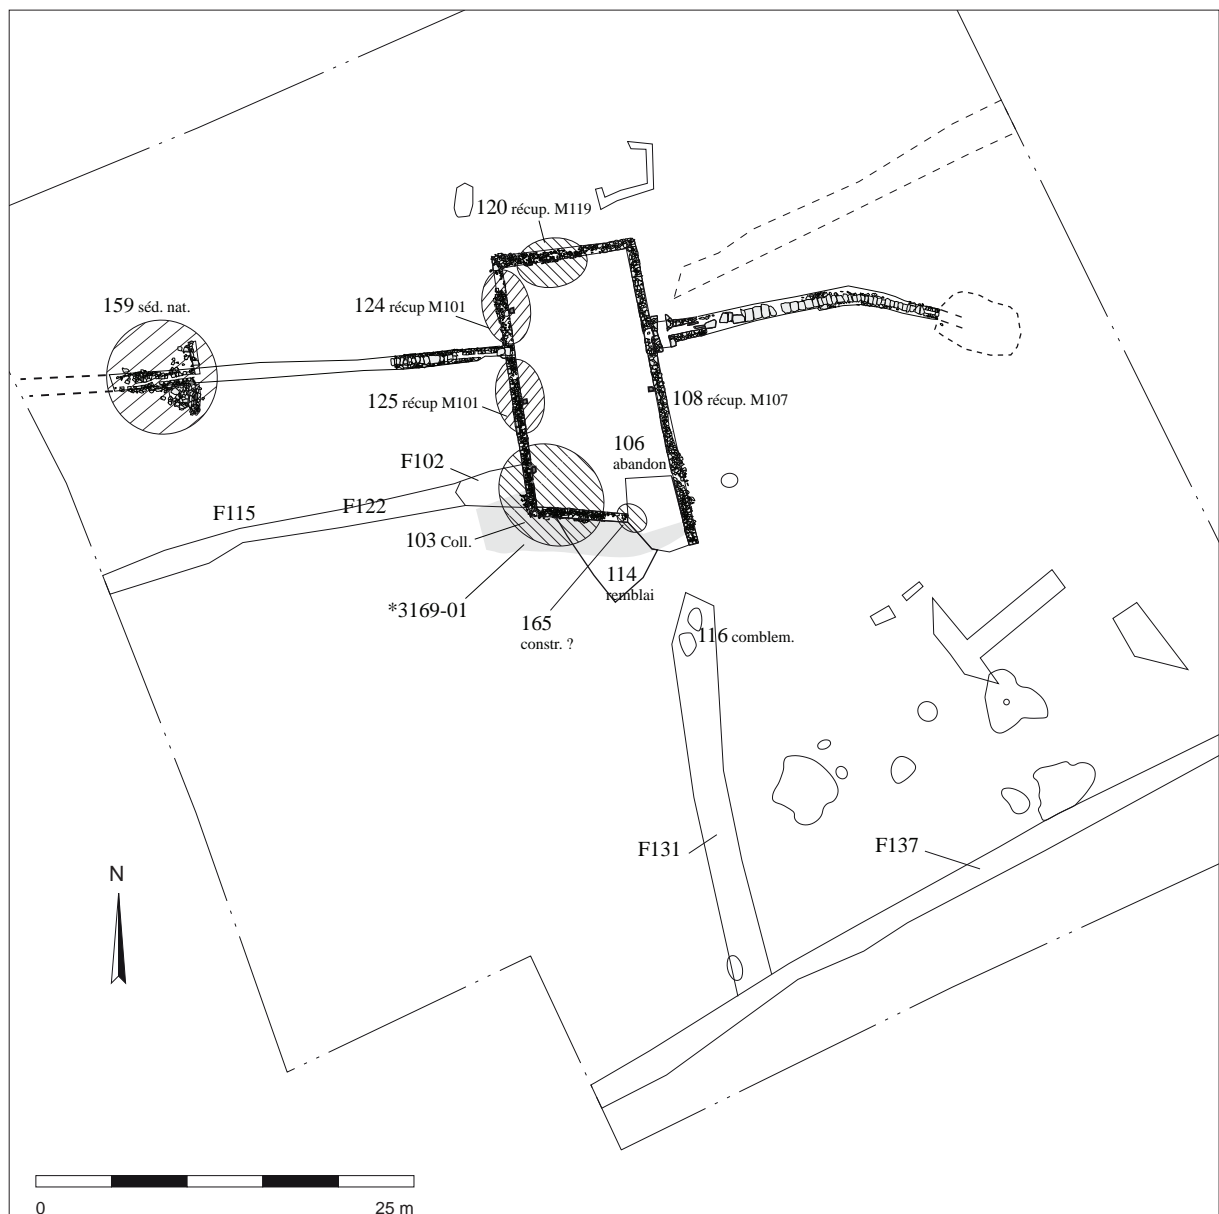 120 récup. M119
159 séd. nat.
124 récup M101
125 récup M101
108 récup. M107
106
abandon
F102
F115
F122
103 Coll.
114
remblai
*3169-01
165
constr. ?
116 comblem.
F131
F137
N
0
25 m